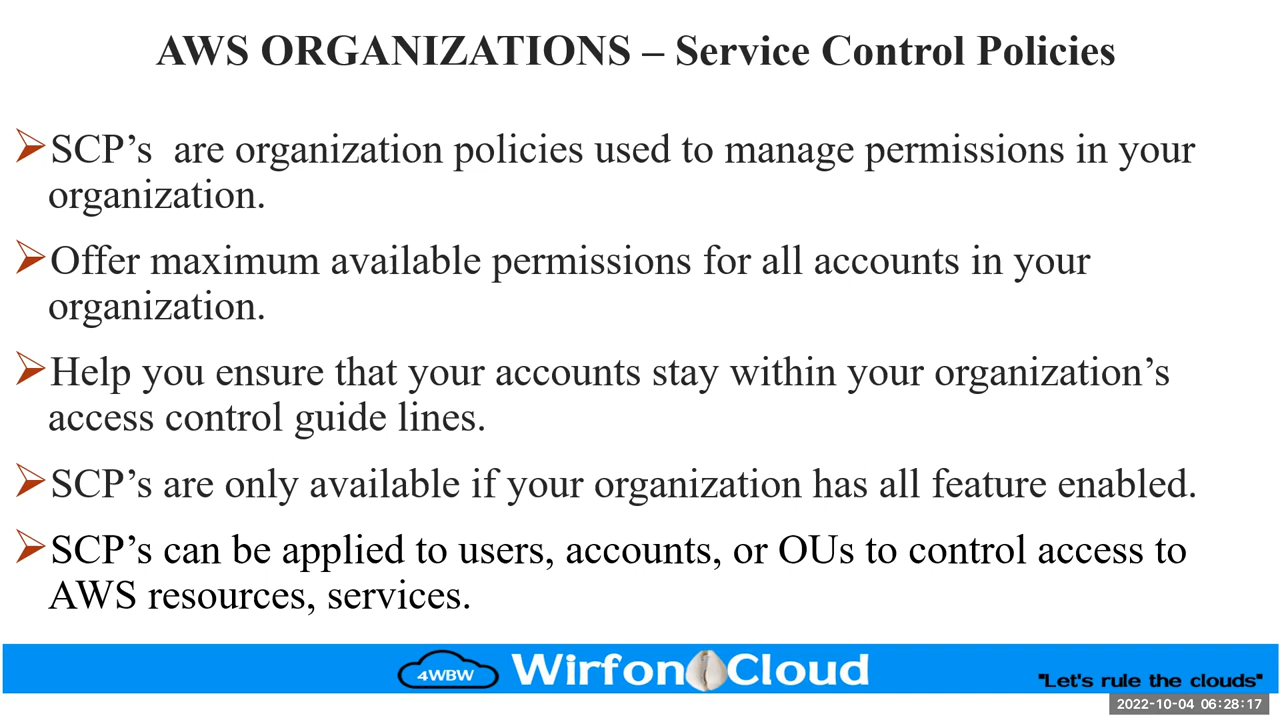 AWS ORGANIZATIONS – Service Control Policies
➢SCP’s  are organization policies used to manage permissions in your
organization.
➢Offer maximum available permissions for all accounts in your
organization.
➢Help you ensure that your accounts stay within your organization’s
access control guide lines.
➢SCP’s are only available if your organization has all feature enabled.
➢SCP’s can be applied to users, accounts, or OUs to control access to
AWS resources, services.
4WBW Wirfon Cloud
"Let's rule the clouds"
2022-10-04 06:28:17